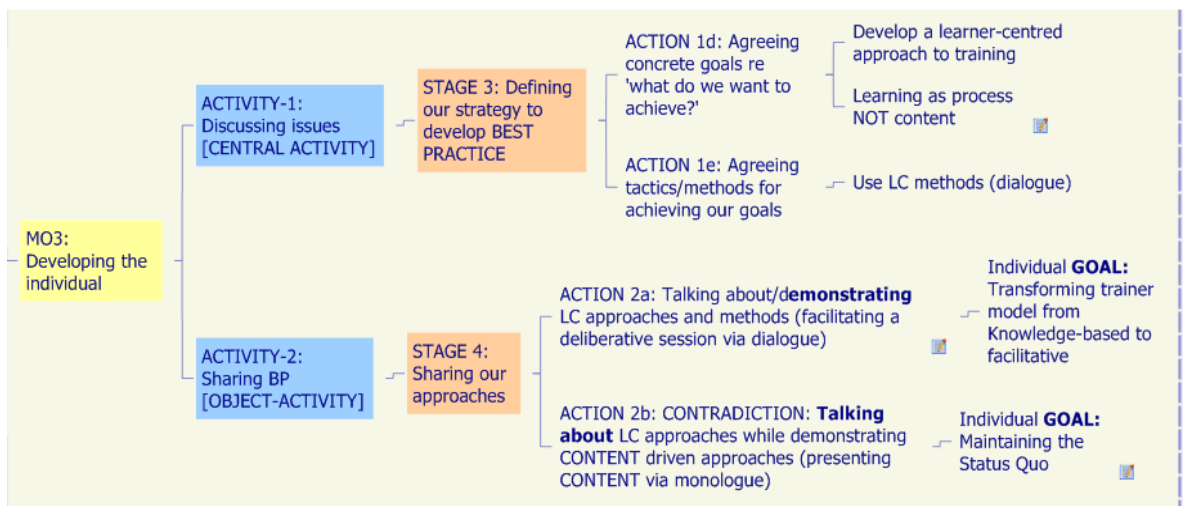 MO3:
Developing the
individual
ACTIVITY-1:
Discussing issues
[CENTRAL ACTIVITY]
STAGE 3: Defining
our strategy to
develop BEST
PRACTICE
ACTION 1d: Agreeing
concrete goals re
'what do we want to
achieve?'
Develop a learner-centred
approach to training
Learning as process
NOT content
ACTION 1e: Agreeing
tactics/methods for
achieving our goals
Use LC methods (dialogue)
ACTIVITY-2:
Sharing BP
[OBJECT-ACTIVITY]
STAGE 4:
Sharing our
approaches
ACTION 2a: Talking about/demonstrating
LC approaches and methods (facilitating a
deliberative session via dialogue)
Individual GOAL:
Transforming trainer
model from
Knowledge-based to
facilitative
ACTION 2b: CONTRADICTION: Talking
about LC approaches while demonstrating
CONTENT driven approaches (presenting
CONTENT via monologue)
Individual GOAL:
Maintaining the
Status Quo